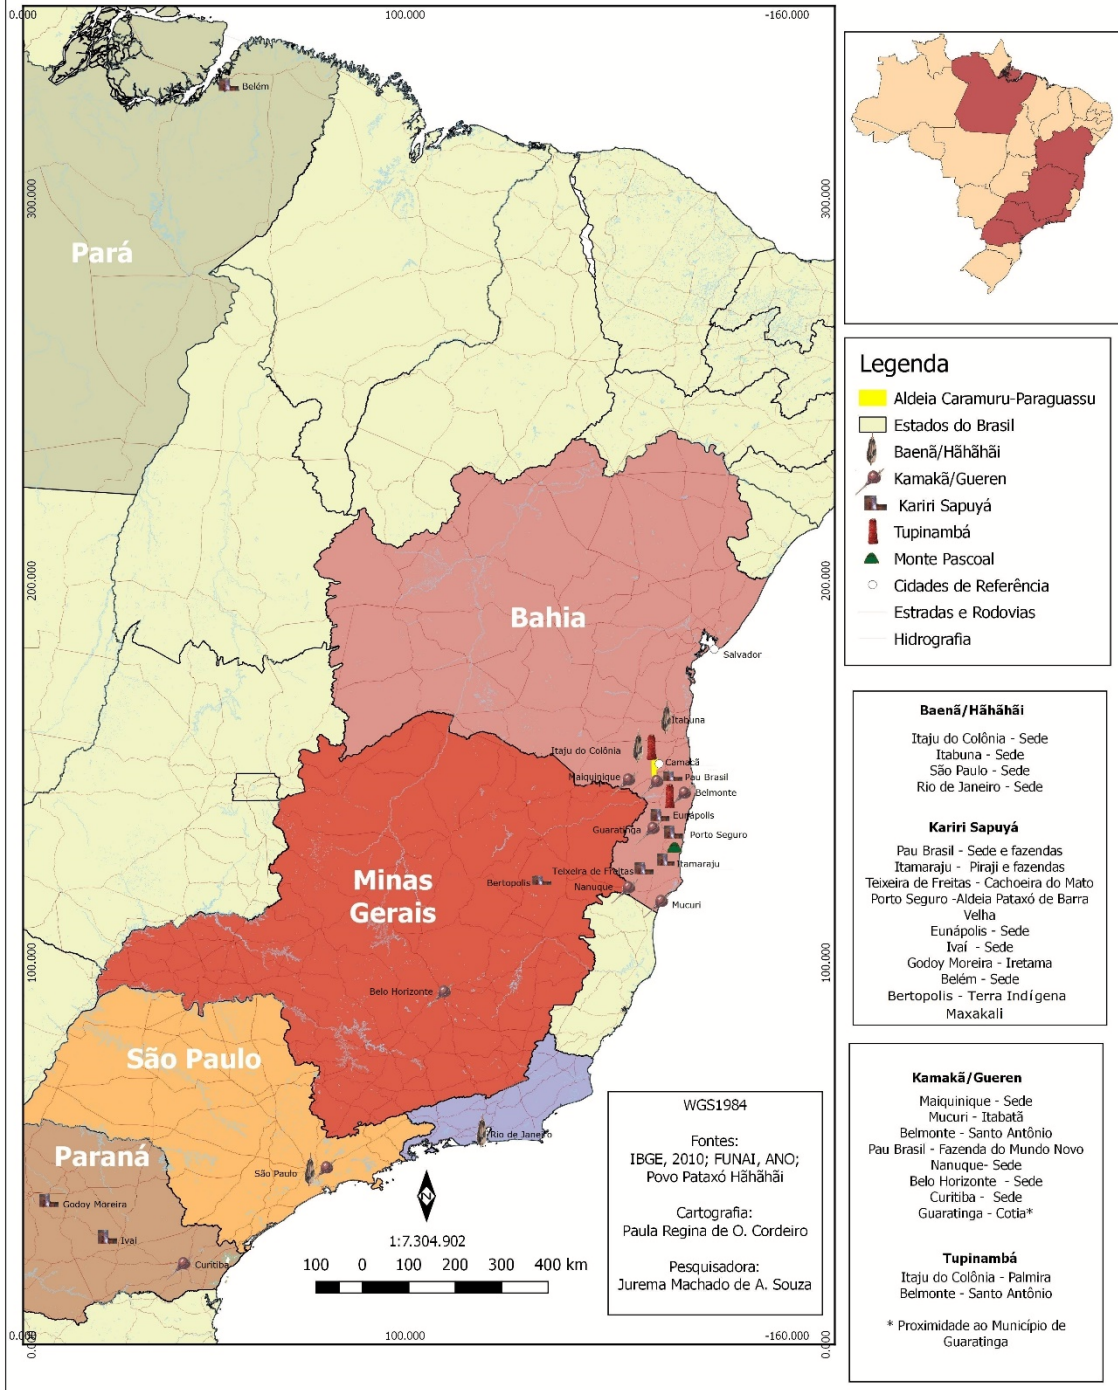 0.000
100.000
-160.000
Belém
300.000
300.000
Pará
Legenda
Aldeia Caramuru-Paraguassu
Estados do Brasil
Baenã/Hãhãhãi
Kamakã/Gueren
Kariri Sapuyá
Tupinambá
Monte Pascoal
Cidades de Referência
Estradas e Rodovias
Hidrografia
200.000
200.000
Bahia
Salvador
Itabuna
Itaju do Colônia
Camacã
Maiquinique
Pau Brasil
Belmonte
Eunápolis
Guaratinga
Porto Seguro
Itamaraju
Teixeira de Freitas
Bertopolis
Nanuque
Mucuri
Minas
Gerais
Belo Horizonte
100.000
100.000
São Paulo
Rio de Janeiro
São Paulo
Paraná
Godoy Moreira
Ivaí
Curitiba
Baenã/Hãhãhãi
Itaju do Colônia - Sede
Itabuna - Sede
São Paulo - Sede
Rio de Janeiro - Sede
Kariri Sapuyá
Pau Brasil - Sede e fazendas
Itamaraju - Piraji e fazendas
Teixeira de Freitas - Cachoeira do Mato
Porto Seguro -Aldeia Pataxó de Barra
Velha
Eunápolis - Sede
Ivaí - Sede
Godoy Moreira - Iretama
Belém - Sede
Bertopolis - Terra Indígena
Maxakali
Kamakã/Gueren
Maiquinique - Sede
Mucuri - Itabatã
Belmonte - Santo Antônio
Pau Brasil - Fazenda do Mundo Novo
Nanuque- Sede
Belo Horizonte - Sede
Curitiba - Sede
Guaratinga - Cotia*
Tupinambá
Itaju do Colônia - Palmira
Belmonte - Santo Antônio
* Proximidade ao Município de
Guaratinga
WGS1984
Fontes:
IBGE, 2010; FUNAI, ANO;
Povo Pataxó Hãhãhãi
Cartografia:
Paula Regina de O. Cordeiro
Pesquisadora:
Jurema Machado de A. Souza
N
1:7.304.902
100 0 100 200 300 400 km
0.000
0.000
100.000
-160.000
0.000